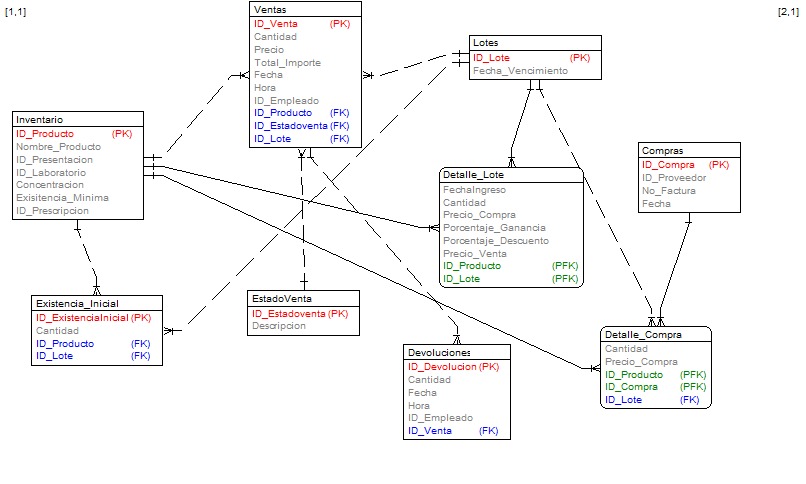 [1,1]
[2,1]
Ventas
ID_Venta (PK)
Cantidad
Precio
Total_Importe
Fecha
Hora
ID_Empleado
ID_Producto (FK)
ID_Estadoventa (FK)
ID_Lote (FK)
Lotes
ID_Lote (PK)
Fecha_Vencimiento
Inventario
ID_Producto (PK)
Nombre_Producto
ID_Presentacion
ID_Laboratorio
Concentracion
Exisitencia_Minima
ID_Prescripcion
Detalle_Lote
FechaIngreso
Cantidad
Precio_Compra
Porcentaje_Ganancia
Porcentaje_Descuento
Precio_Venta
ID_Producto (PFK)
ID_Lote (PFK)
Compras
ID_Compra (PK)
ID_Proveedor
No_Factura
Fecha
Existencia_Inicial
ID_ExistenciaInicial (PK)
Cantidad
ID_Producto (FK)
ID_Lote (FK)
EstadoVenta
ID_Estadoventa (PK)
Descripcion
Devoluciones
ID_Devolucion (PK)
Cantidad
Fecha
Hora
ID_Empleado
ID_Venta (FK)
Detalle_Compra
Cantidad
Precio_Compra
ID_Producto (PFK)
ID_Compra (PFK)
ID_Lote (FK)